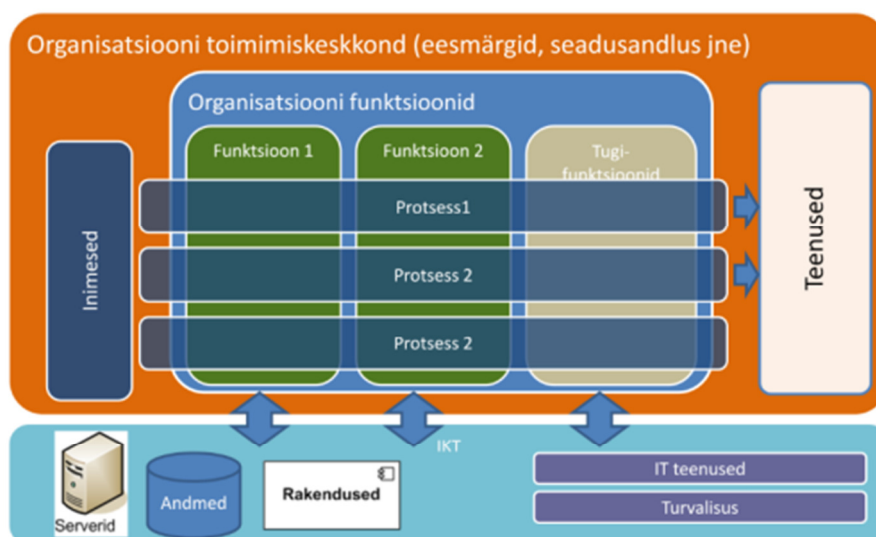 Organisatsiooni toimimiskeskkond (eesmärgid, seadusandlus jne)
Organisatsiooni funktsioonid
Funktsioon 1
Funktsioon 2
Tugi-
funktsioonid
Inimesed
Protsess1
Protsess 2
Protsess 2
Teenused
IKT
Serverid
Andmed
Rakendused
IT teenused
Turvalisus